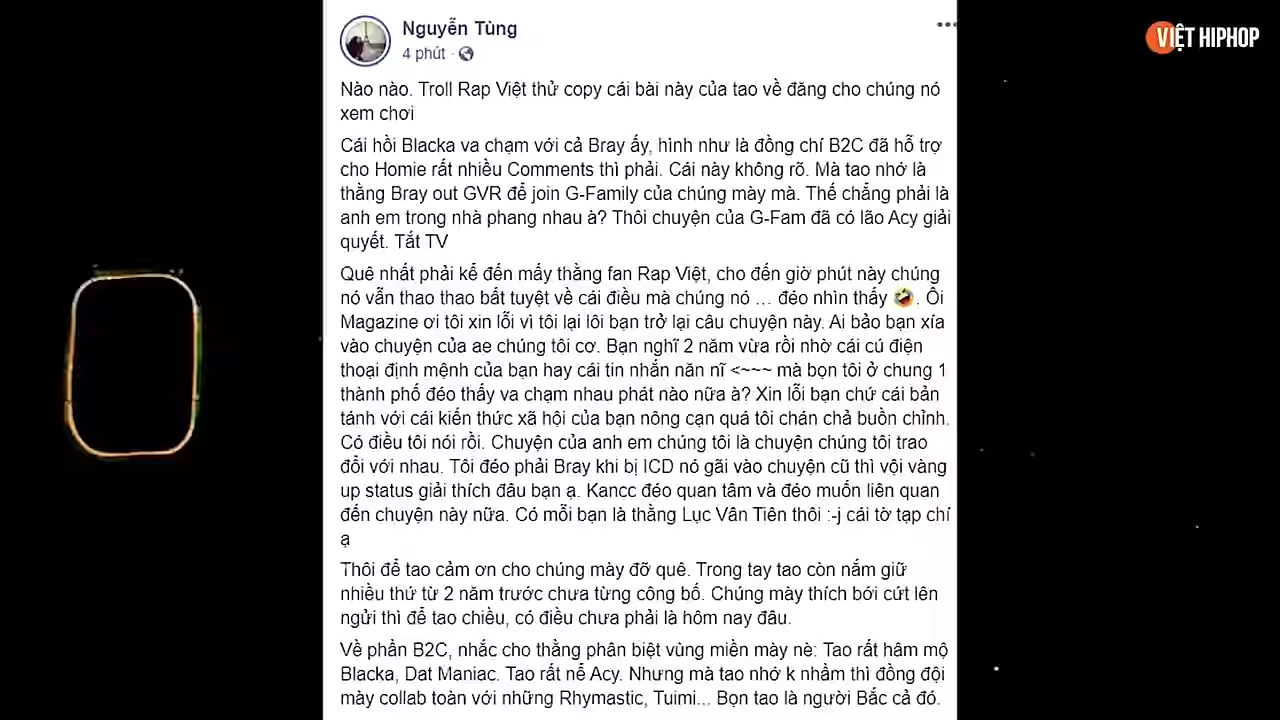 Nguyễn Tùng
4 phút
VIỆT HIPHOP
Nào nào. Troll Rap Việt thử copy cái bài này của tao về đăng cho chúng nó
xem chơi
Cái hồi Blacka va chạm với cả Bray ấy, hình như là đồng chí B2C đã hỗ trợ
cho Homie rất nhiều Comments thì phải. Cái này không rõ. Mà tao nhớ là
thằng Bray out GVR để join G-Family của chúng mày mà. Thế chẳng phải là
anh em trong nhà phang nhau à? Thôi chuyện của G-Fam đã có lão Acy giải
quyết. Tắt TV
Quê nhất phải kể đến mấy thằng fan Rap Việt, cho đến giờ phút này chúng
nó vẫn thao thao bất tuyệt về cái điều mà chúng nó ... đéo nhìn thấy 🤣. Ôi
Magazine ơi tôi xin lỗi vì tôi lại lôi bạn trở lại câu chuyện này. Ai bảo bạn xía
vào chuyện của ae chúng tôi cơ. Bạn nghĩ 2 năm vừa rồi nhờ cái cú điện
thoại định mệnh của bạn hay cái tin nhắn năn nĩ <~~~ mà bọn tôi ở chung 1
thành phố đéo thấy va chạm nhau phát nào nữa à? Xin lỗi bạn chứ cái bản
tánh với cái kiến thức xã hội của bạn nông cạn quá tôi chán chả buồn chỉnh.
Có điều tôi nói rồi. Chuyện của anh em chúng tôi là chuyện chúng tôi trao
đổi với nhau. Tôi đéo phải Bray khi bị ICD nó gãi vào chuyện cũ thì vội vàng
up status giải thích đâu bạn ạ. Kancc đéo quan tâm và đéo muốn liên quan
đến chuyện này nữa. Có mỗi bạn là thằng Lục Vân Tiên thôi :-j cái tờ tạp chí
ạ
Thôi để tao cảm ơn cho chúng mày đỡ quê. Trong tay tao còn nắm giữ
nhiều thứ từ 2 năm trước chưa từng công bố. Chúng mày thích bới cứt lên
ngửi thì để tao chiều, có điều chưa phải là hôm nay đâu.
Về phần B2C, nhắc cho thằng phân biệt vùng miền mày nè: Tao rất hâm mộ
Blacka, Dat Maniac. Tao rất nể Acy. Nhưng mà tao nhớ k nhầm thì đồng đội
mày collab toàn với những Rhymastic, Tuimi... Bọn tao là người Bắc cả đó.